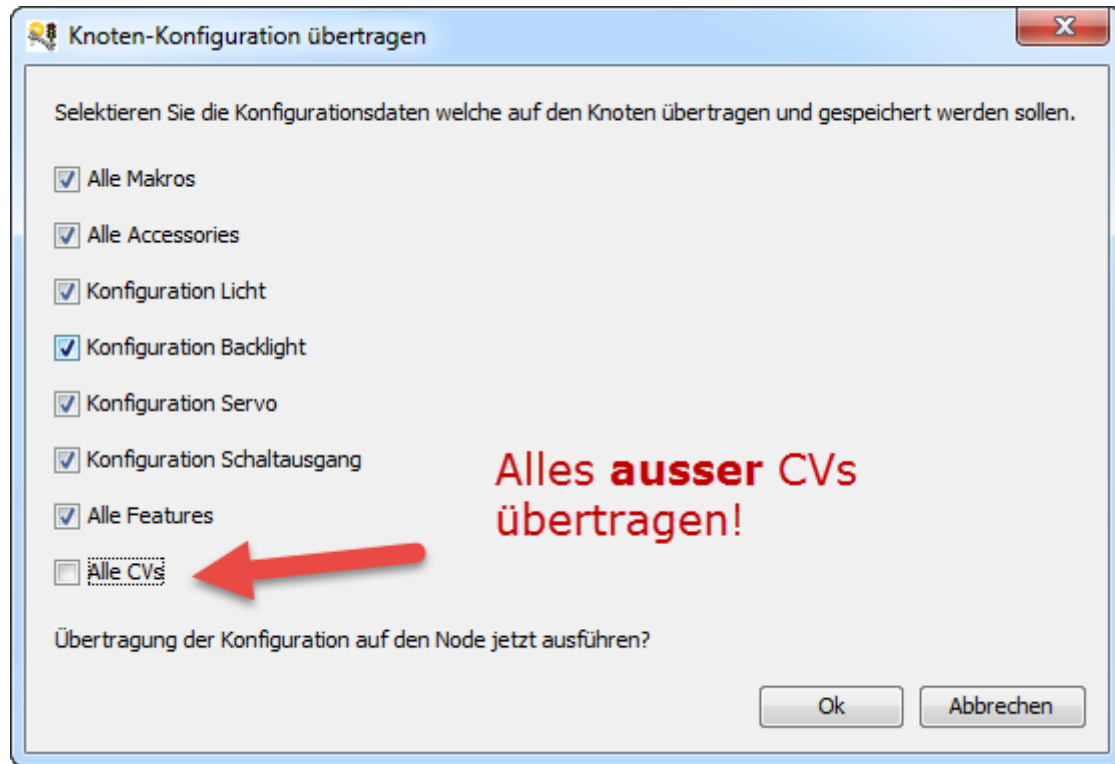 Knoten-Konfiguration übertragen
Selektieren Sie die Konfigurationsdaten welche auf den Knoten übertragen und gespeichert werden sollen.
Alle Makros
Alle Accessories
Konfiguration Licht
Konfiguration Backlight
Konfiguration Servo
Konfiguration Schaltausgang
Alle Features
Alle CVs
Alles ausser CVs
übertragen!
Übertragung der Konfiguration auf den Node jetzt ausführen?
Ok
Abbrechen